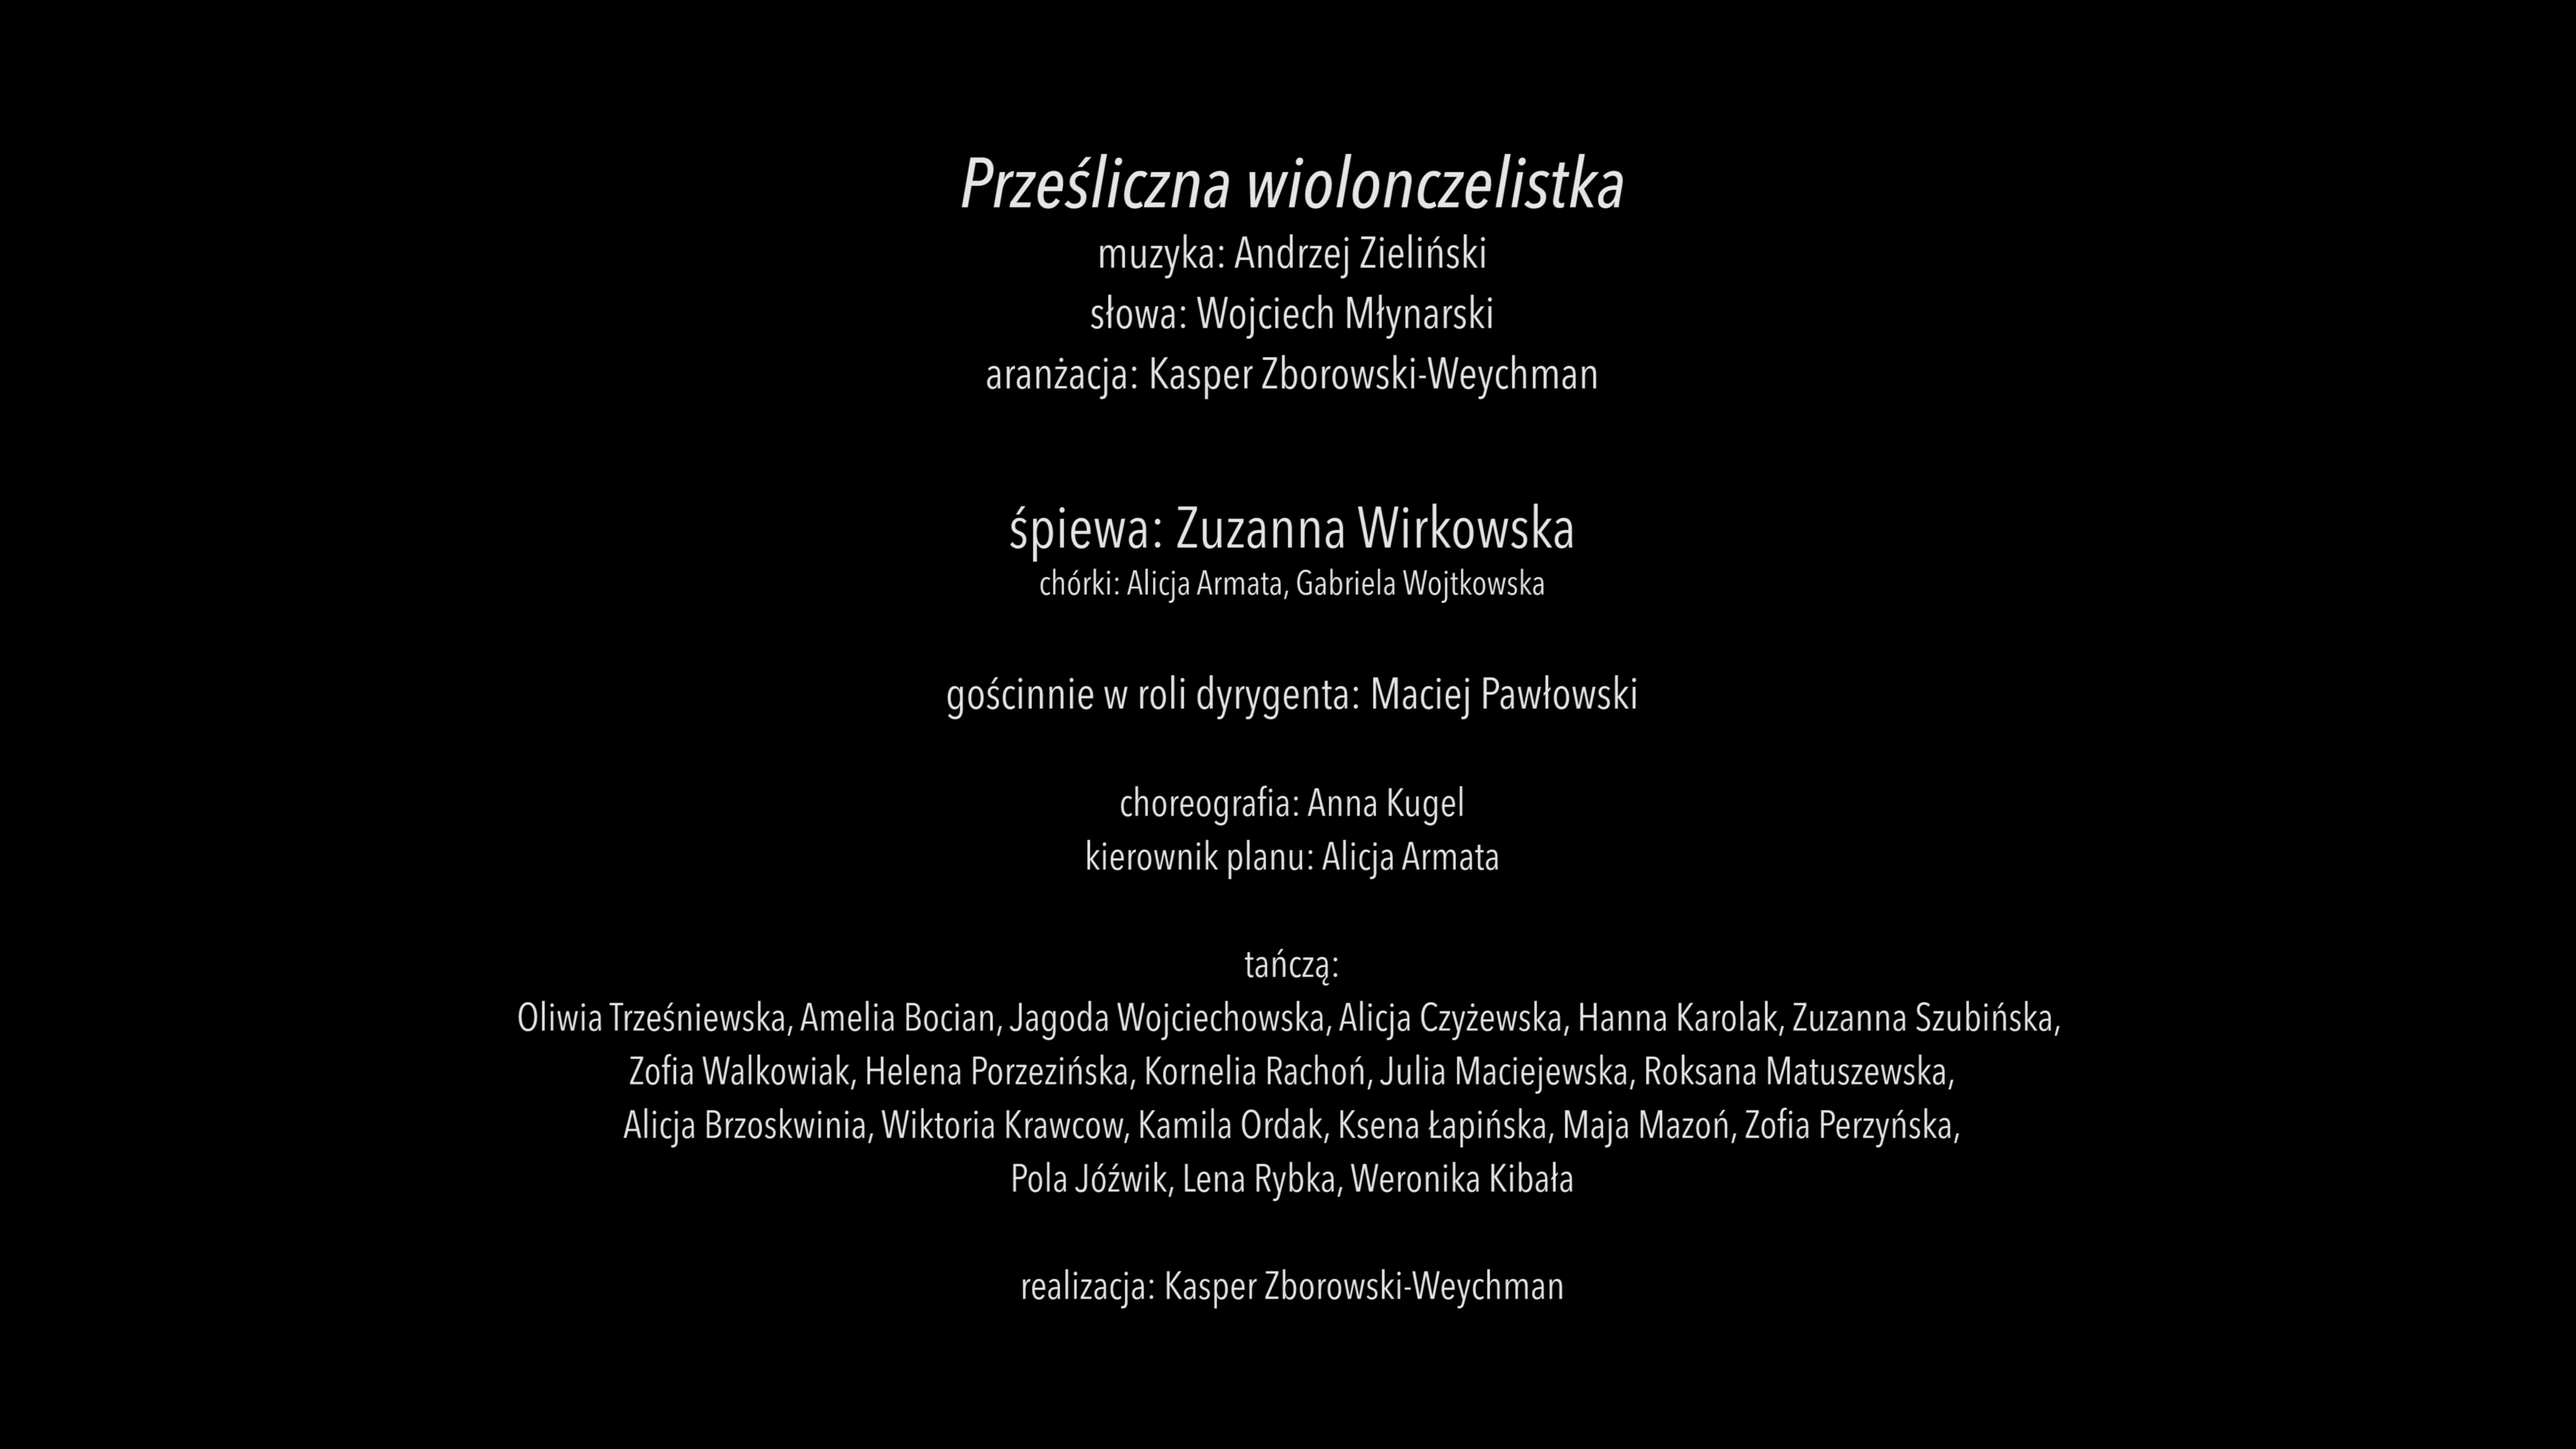 Prześliczna wiolonczelistka
muzyka: Andrzej Zieliński
słowa: Wojciech Młynarski
aranżacja: Kasper Zborowski-Weychman
śpiewa: Zuzanna Wirkowska
chórki: Alicja Armata, Gabriela Wojtkowska
gościnnie w roli dyrygenta: Maciej Pawłowski
choreografia: Anna Kugel
kierownik planu: Alicja Armata
tańczą:
Oliwia Trześniewska, Amelia Bocian, Jagoda Wojciechowska, Alicja Czyżewska, Hanna Karolak, Zuzanna Szubińska,
Zofia Walkowiak, Helena Porzezińska, Kornelia Rachoń, Julia Maciejewska, Roksana Matuszewska,
Alicja Brzoskwinia, Wiktoria Krawcow, Kamila Ordak, Ksena Łapińska, Maja Mazoń, Zofia Perzyńska,
Pola Jóźwik, Lena Rybka, Weronika Kibała
realizacja: Kasper Zborowski-Weychman